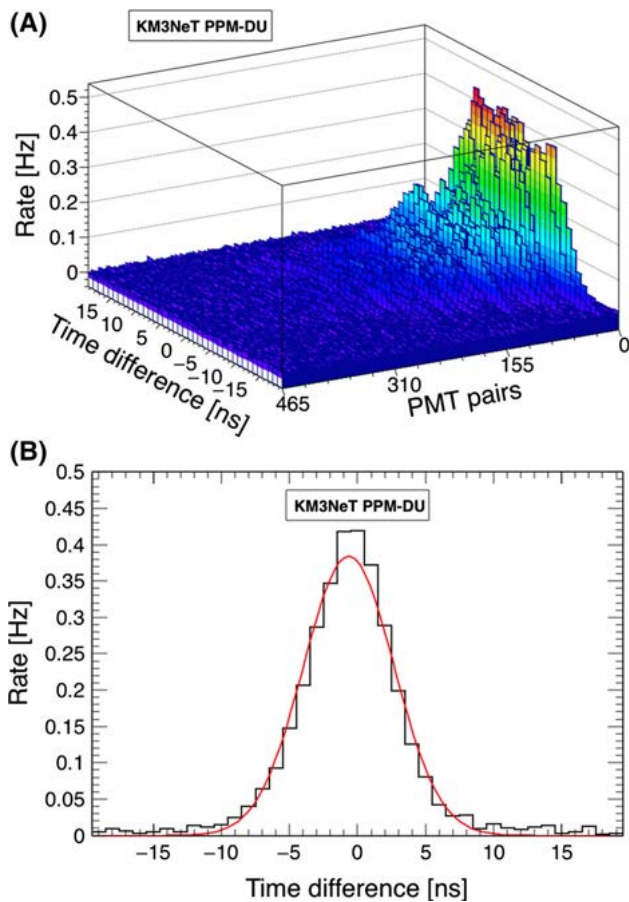 (A)
KM3NeT PPM-DU
Rate [Hz]
0.5
0.4
0.3
0.2
0.1
0
15
10
5
0
−5
−10
−15
Time difference [ns]
465
310
155
0
PMT pairs
(B)
KM3NeT PPM-DU
Rate [Hz]
0.5
0.45
0.4
0.35
0.3
0.25
0.2
0.15
0.1
0.05
0
−15 −10 −5 0 5 10 15
Time difference [ns]